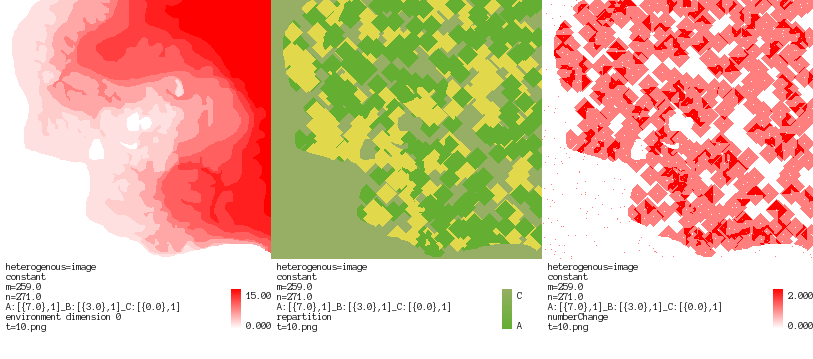 heterogenous=image
constant
m=259.0
n=271.0
A:[{7.0},1]_B:[{3.0},1]_C:[{0.0},1]
environment dimension 0
t=10.png
15.00
0.000
heterogenous=image
constant
m=259.0
n=271.0
A:[{7.0},1]_B:[{3.0},1]_C:[{0.0},1]
repartition
t=10.png
C
A
heterogenous=image
constant
m=259.0
n=271.0
A:[{7.0},1]_B:[{3.0},1]_C:[{0.0},1]
numberChange
t=10.png
2.000
0.000